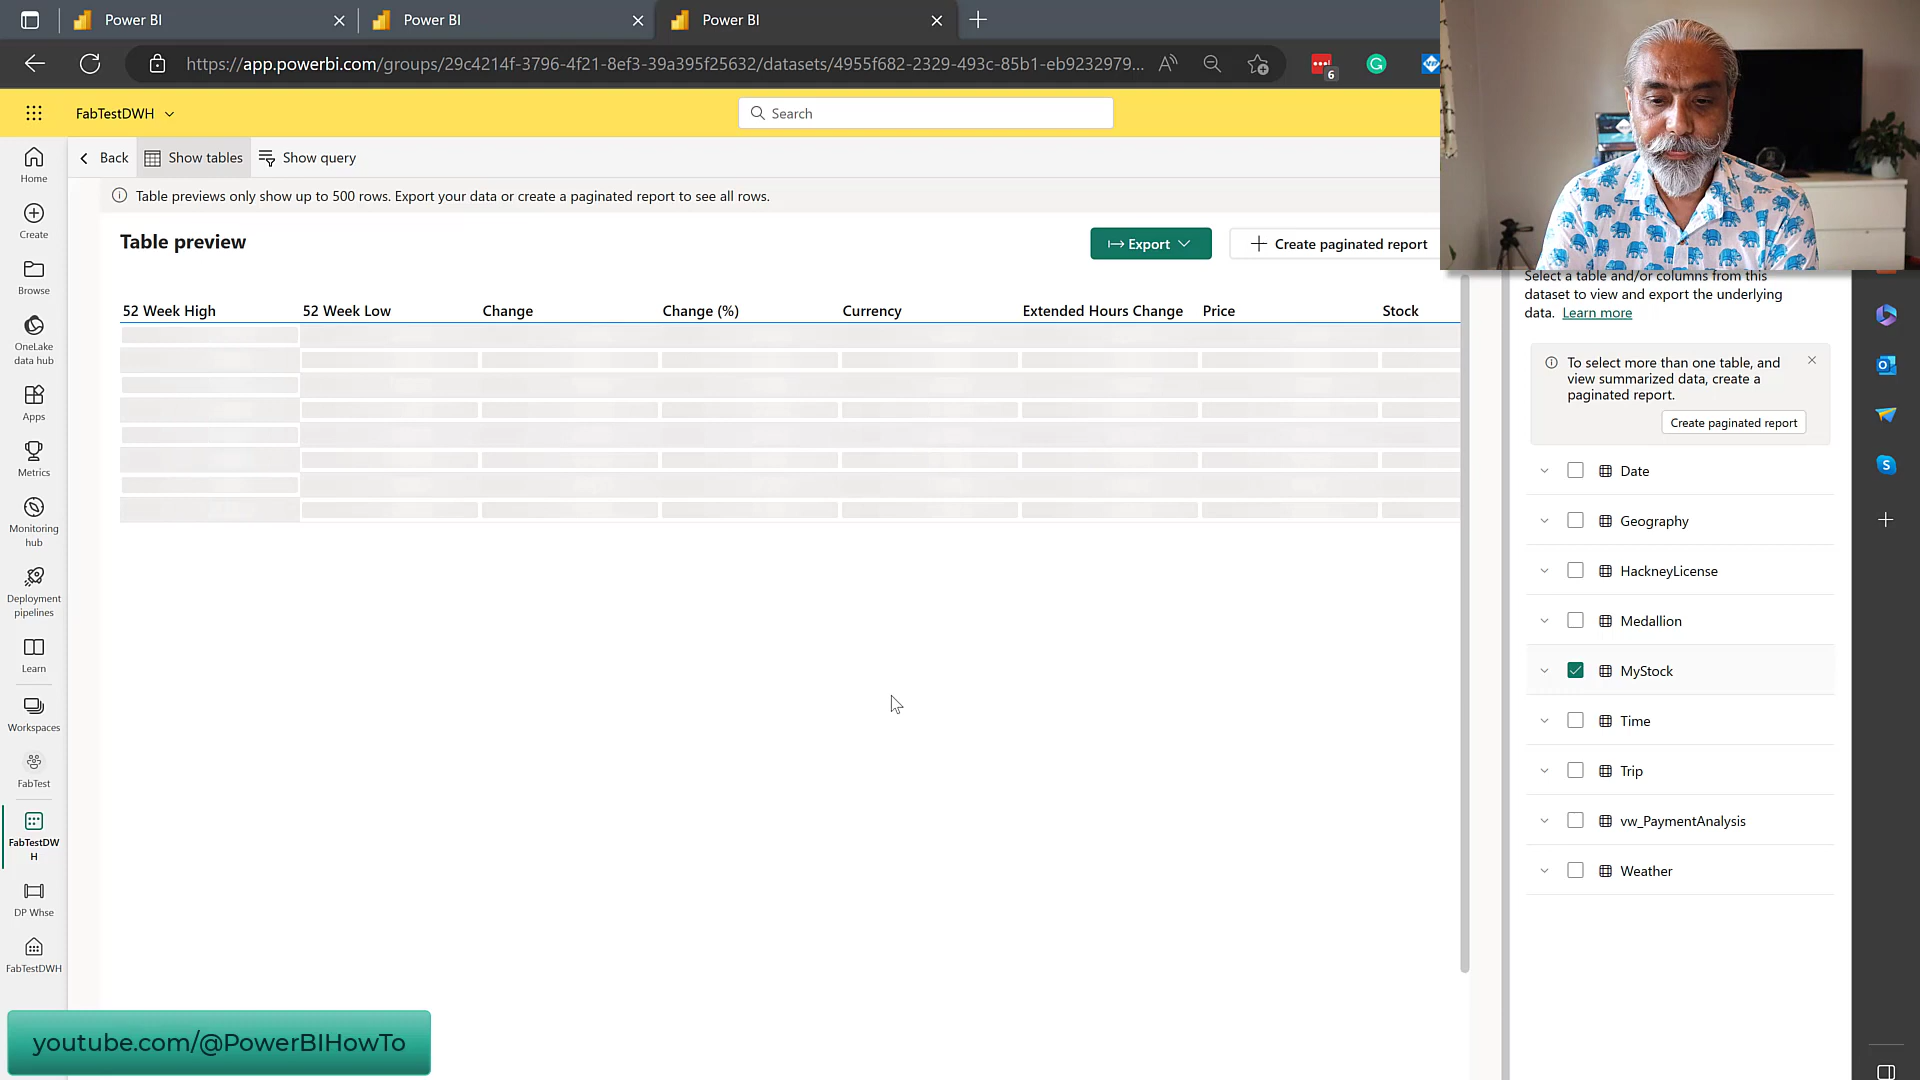 Power BI
Power BI
Power BI
https://app.powerbi.com/groups/29c4214f-3796-4f21-8ef3-39a395f25632/datasets/4955f682-2329-493c-85b1-eb9232979...
6
FabTestDWH
Search
Home
Create
Browse
OneLake
data hub
Apps
Metrics
Monitoring
hub
Deployment
pipelines
Learn
Workspaces
FabTest
FabTestDW
H
DP Whse
FabTestDWH
Back
Show tables
Show query
Table previews only show up to 500 rows. Export your data or create a paginated report to see all rows.
Table preview
Export
Create paginated report
52 Week High
52 Week Low
Change
Change (%)
Currency
Extended Hours Change
Price
Stock
Select a table and/or columns from this
dataset to view and export the underlying
data. Learn more
To select more than one table, and
view summarized data, create a
paginated report.
Create paginated report
Date
Geography
HackneyLicense
Medallion
MyStock
Time
Trip
vw_PaymentAnalysis
Weather
youtube.com/@PowerBIHowTo